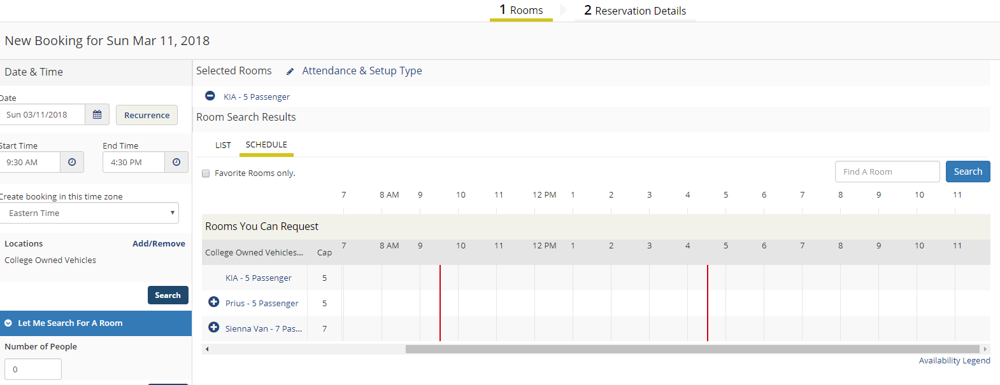 1 Rooms
2 Reservation Details
New Booking for Sun Mar 11, 2018
Date & Time
Date
Sun 03/11/2018
Recurrence
Start Time
End Time
9:30 AM
4:30 PM
Create booking in this time zone
Eastern Time
Locations
Add/Remove
College Owned Vehicles
Search
Let Me Search For A Room
Number of People
0
Selected Rooms
Attendance & Setup Type
KIA - 5 Passenger
Room Search Results
LIST
SCHEDULE
Favorite Rooms only.
Find A Room
Search
7 8 AM 9 10 11 12 PM 1 2 3 4 5 6 7 8 9 10 11
Rooms You Can Request
7 8 AM 9 10 11 12 PM 1 2 3 4 5 6 7 8 9 10 11
College Owned Vehicles... Cap
KIA - 5 Passenger 5
Prius - 5 Passenger 5
Sienna Van - 7 Pas... 7
Availability Legend